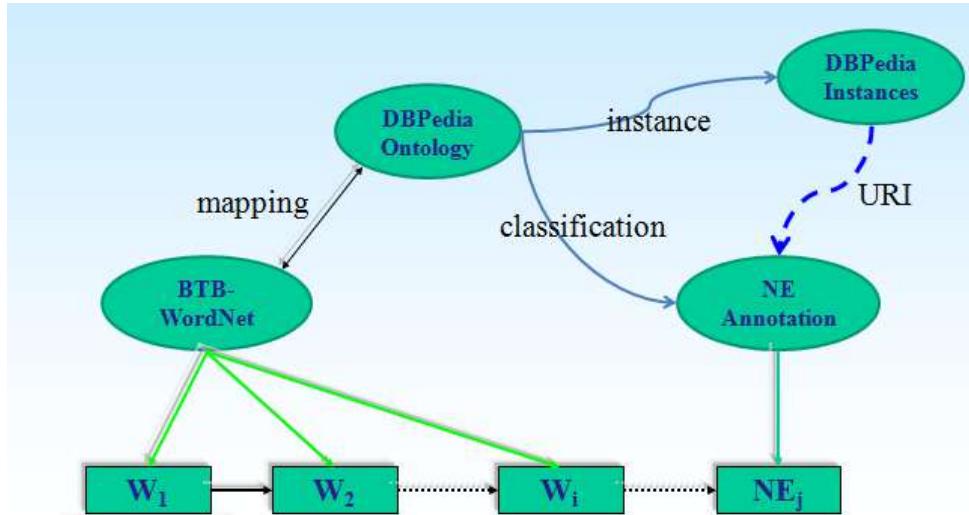 DBPedia
Instances
DBPedia
Ontology
instance
mapping
URI
classification
BTB-
WordNet
NE
Annotation
W1
W2
Wi
NEj